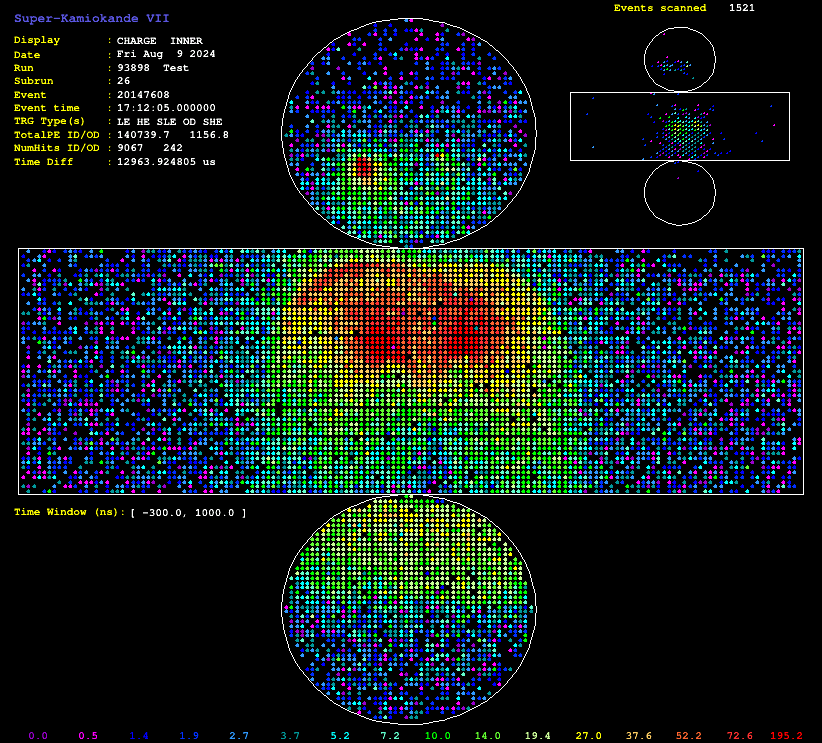 Super-Kamiokande VII
Events scanned 1521
Display : CHARGE INNER
Date : Fri Aug 9 2024
Run : 93898 Test
Subrun : 26
Event : 20147608
Event time : 17:12:05.000000
TRG Type(s) : LE HE SLE OD SHE
TotalPE ID/OD : 140739.7 1156.8
NumHits ID/OD : 9067 242
Time Diff : 12963.924805 us
Time Window (ns): [ -300.0, 1000.0 ]
0.0 0.5 1.4 1.9 2.7 3.7 5.2 7.2 10.0 14.0 19.4 27.0 37.6 52.2 72.6 195.2